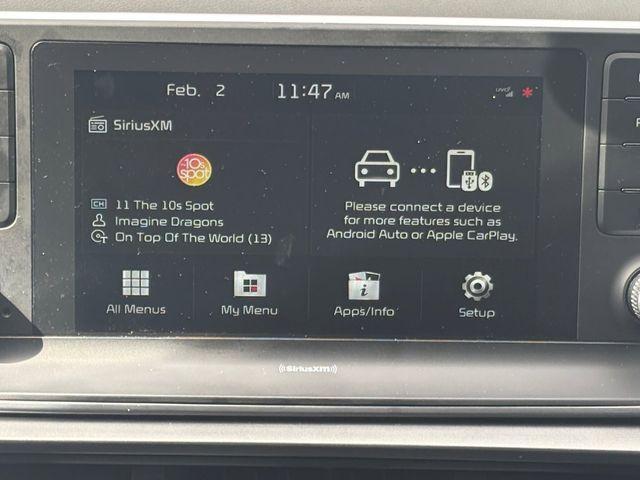 Feb. 2
11:47 AM
UVO
SiriusXM
10s
spot
CH 11 The 10s Spot
Imagine Dragons
On Top Of The World (13)
Please connect a device
for more features such as
Android Auto or Apple CarPlay.
All Menus
My Menu
Apps/Info
Setup
((SiriusXM))